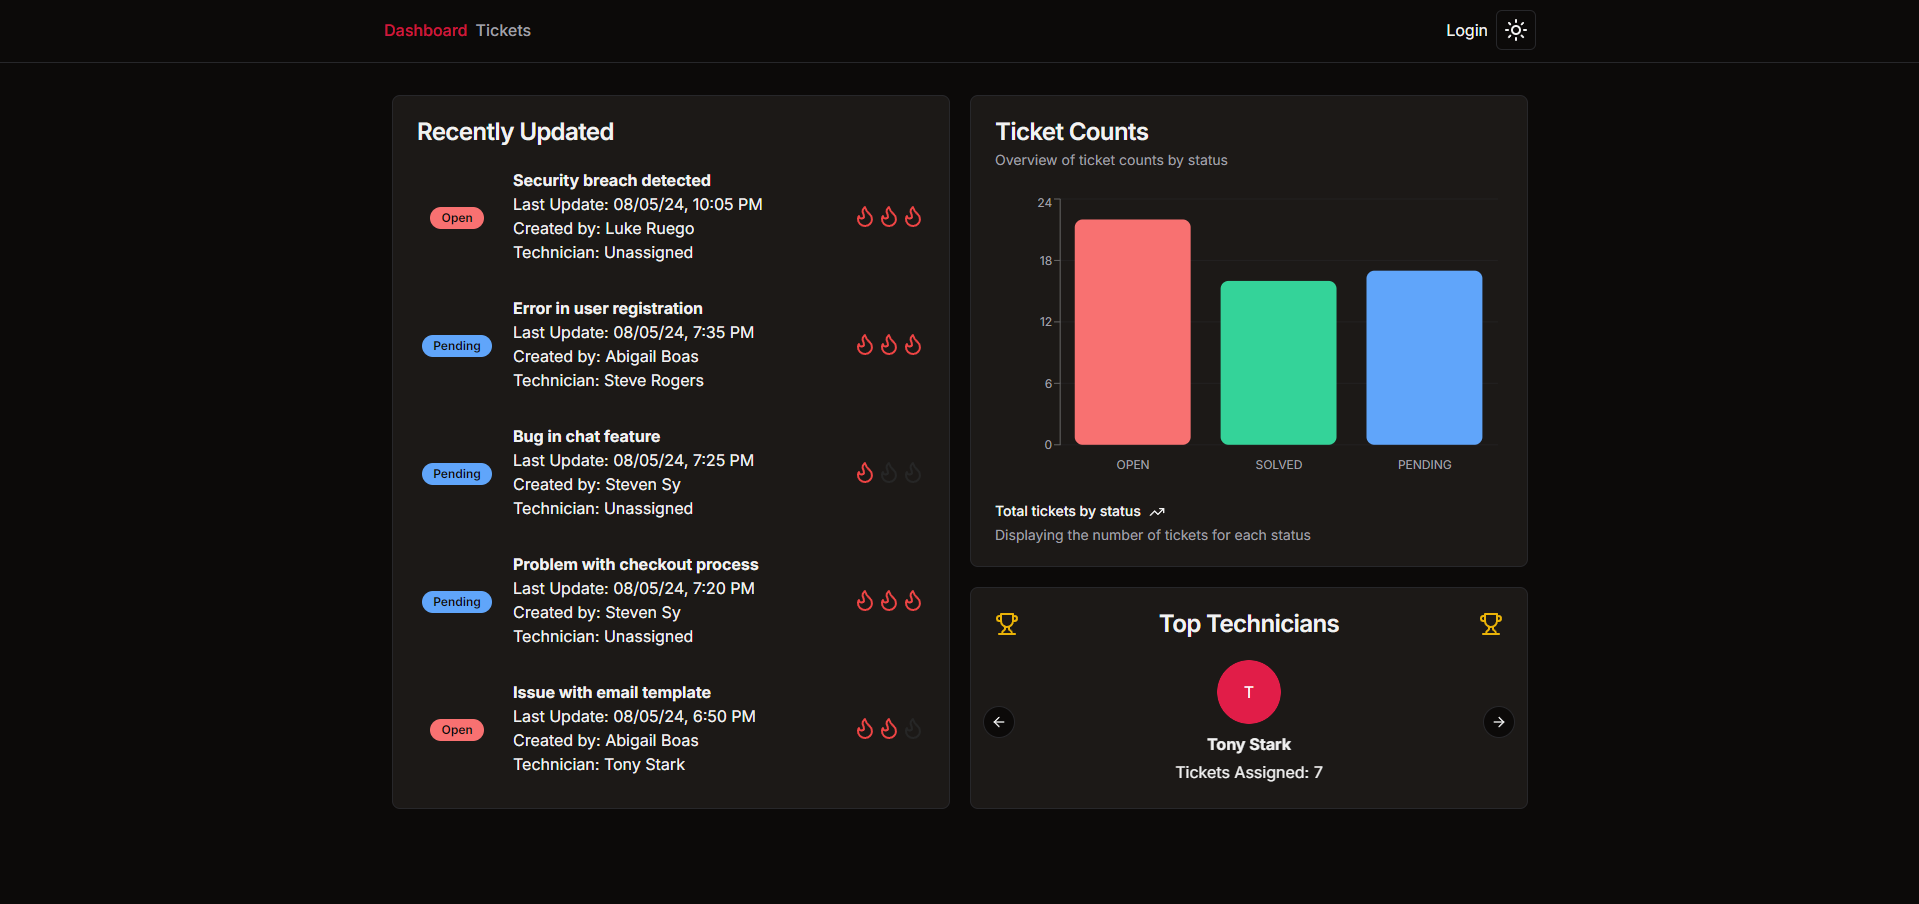 Dashboard Tickets
Login
Recently Updated
Open
Security breach detected
Last Update: 08/05/24, 10:05 PM
Created by: Luke Ruego
Technician: Unassigned
Pending
Error in user registration
Last Update: 08/05/24, 7:35 PM
Created by: Abigail Boas
Technician: Steve Rogers
Pending
Bug in chat feature
Last Update: 08/05/24, 7:25 PM
Created by: Steven Sy
Technician: Unassigned
Pending
Problem with checkout process
Last Update: 08/05/24, 7:20 PM
Created by: Steven Sy
Technician: Unassigned
Open
Issue with email template
Last Update: 08/05/24, 6:50 PM
Created by: Abigail Boas
Technician: Tony Stark
Ticket Counts
Overview of ticket counts by status
24
18
12
6
0
OPEN SOLVED PENDING
Total tickets by status
Displaying the number of tickets for each status
Top Technicians
T
Tony Stark
Tickets Assigned: 7